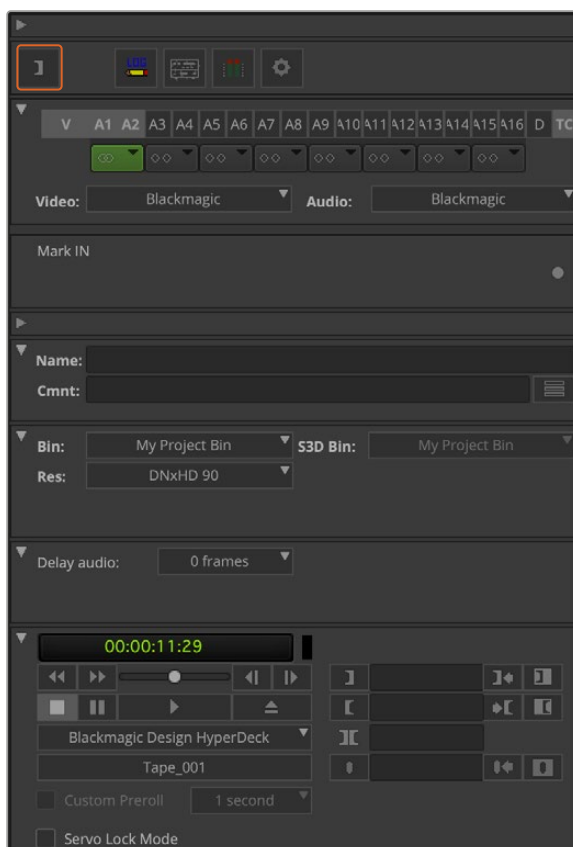 LOG
V A1 A2 A3 A4 A5 A6 A7 A8 A9 A10 A11 A12 A13 A14 A15 A16 D TC
Video: Blackmagic Audio: Blackmagic
Mark IN
Name:
Cmnt:
Bin: My Project Bin S3D Bin: My Project Bin
Res: DNxHD 90
Delay audio: 0 frames
00:00:11:29
Blackmagic Design HyperDeck
Tape_001
Custom Preroll 1 second
Servo Lock Mode